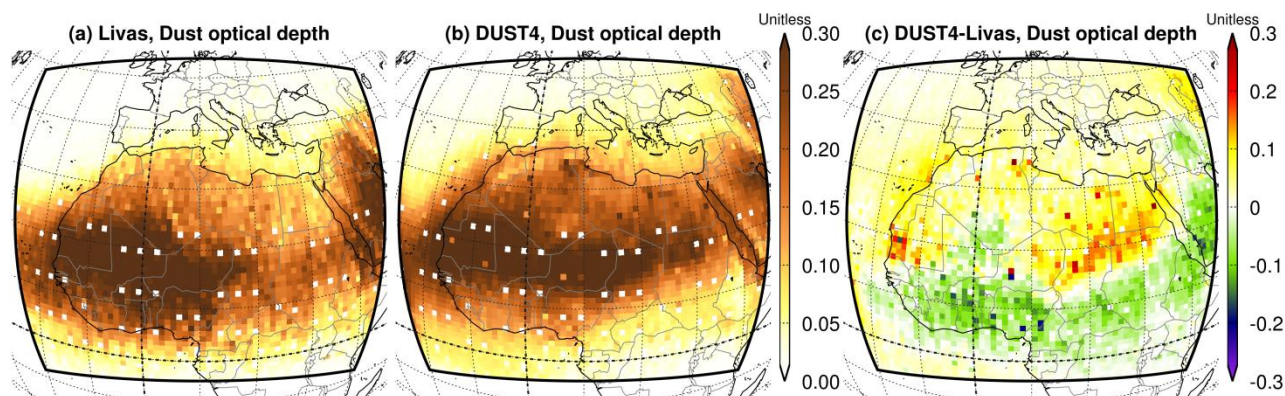 (a) Livas, Dust optical depth
(b) DUST4, Dust optical depth
Unitless
0.30
0.25
0.20
0.15
0.10
0.05
0.00
(c) DUST4-Livas, Dust optical depth
Unitless
0.3
0.2
0.1
0
-0.1
-0.2
-0.3